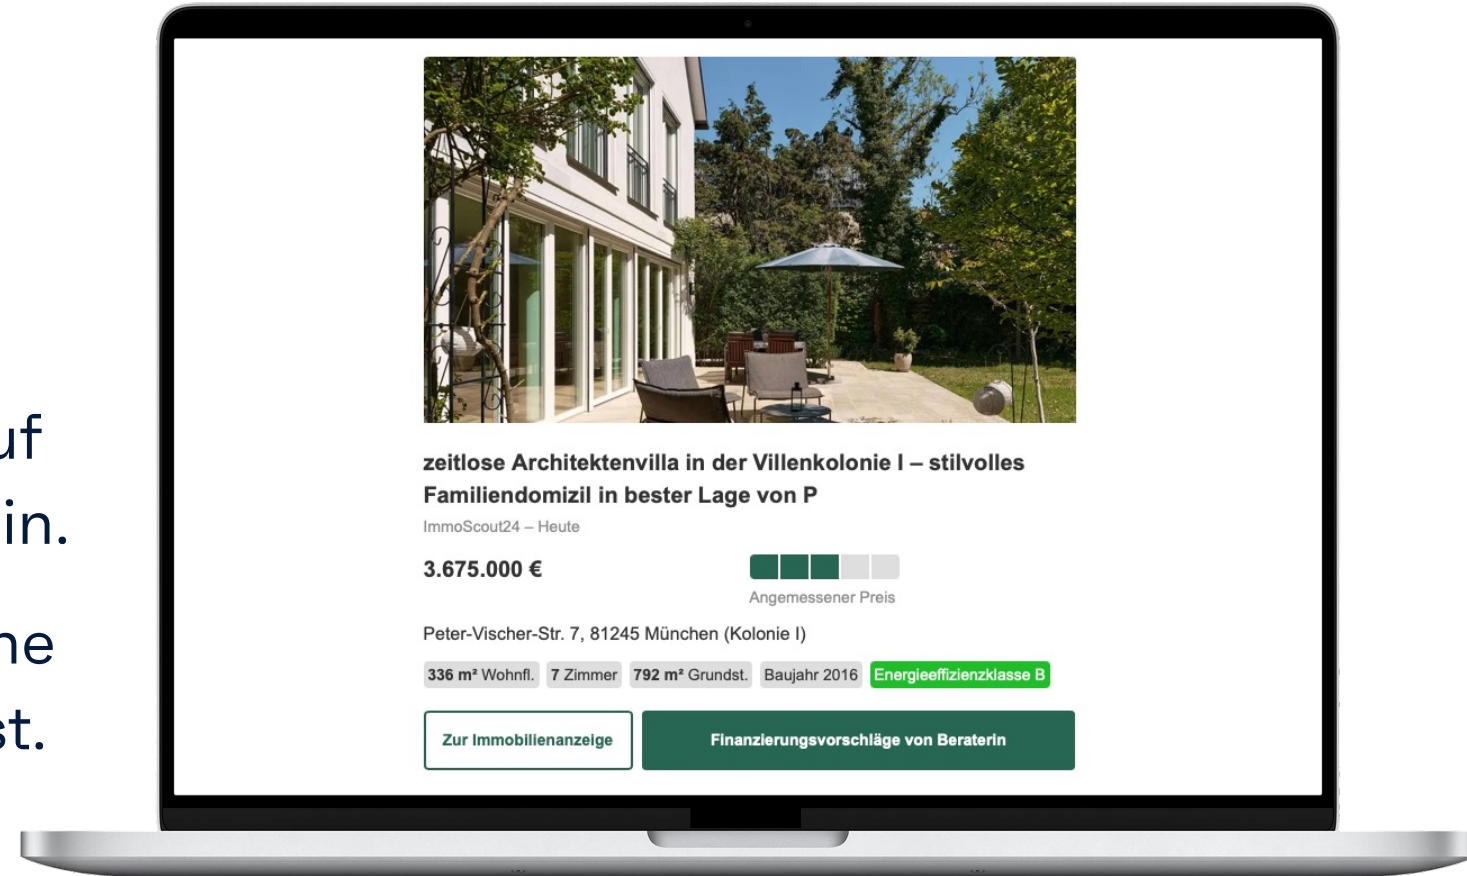 uf
in.
ne
st.
zeitlose Architektenvilla in der Villenkolonie I – stilvolles
Familiendomizil in bester Lage von P
ImmoScout24 – Heute
3.675.000 €
Angemessener Preis
Peter-Vischer-Str. 7, 81245 München (Kolonie I)
336 m² Wohnfl. 7 Zimmer 792 m² Grundst. Baujahr 2016 Energieeffizienzklasse B
Zur Immobilienanzeige Finanzierungsvorschläge von Beraterin